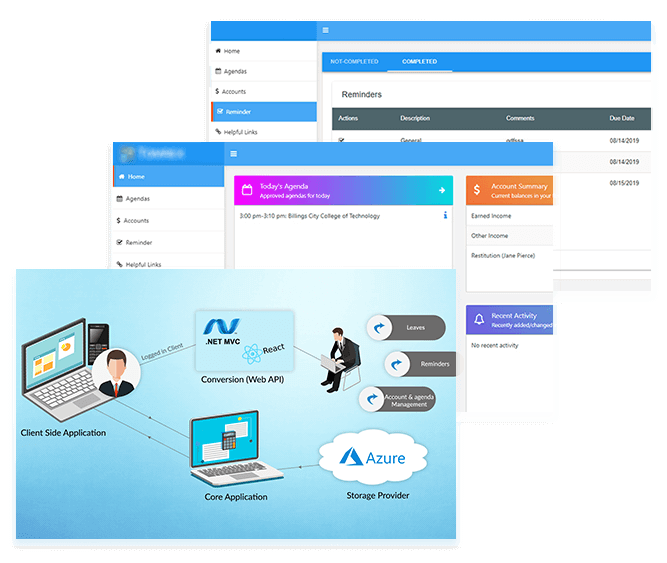 Home
Agendas
$ Accounts
Reminder
Helpful Links
NOT-COMPLETED COMPLETED
Reminders
Actions Description Comments Due Date
General 08/14/2019
08/14/2019
08/15/2019
Home
Agendas
$ Accounts
Reminder
Helpful Links
Today's Agenda
Approved agendas for today
3:00 pm-3:10 pm: Billings City College of Technology
$ Account Summary
Current balances in your
Earned Income
Other Income
Restitution (Jane Pierce)
Recent Activity
Recently added/changed
No recent activity
Logged in Client
.NET MVC
React
Conversion (Web API)
Leaves
Reminders
Account & agenda
Management
Client Side Application
Core Application
Azure
Storage Provider